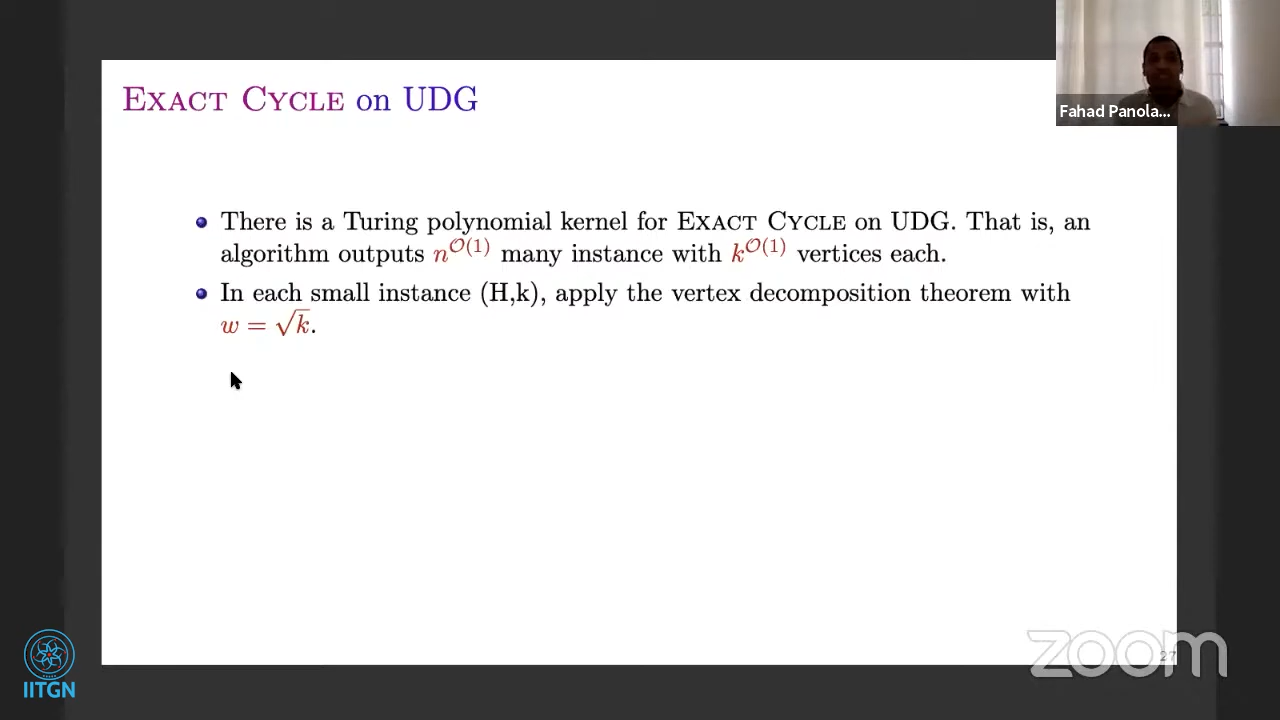 EXACT CYCLE on UDG
Fahad Panola...
There is a Turing polynomial kernel for EXACT CYCLE on UDG. That is, an
algorithm outputs n^O(1) many instance with k^O(1) vertices each.
In each small instance (H,k), apply the vertex decomposition theorem with
w = √k.
IITGN
zoom
27